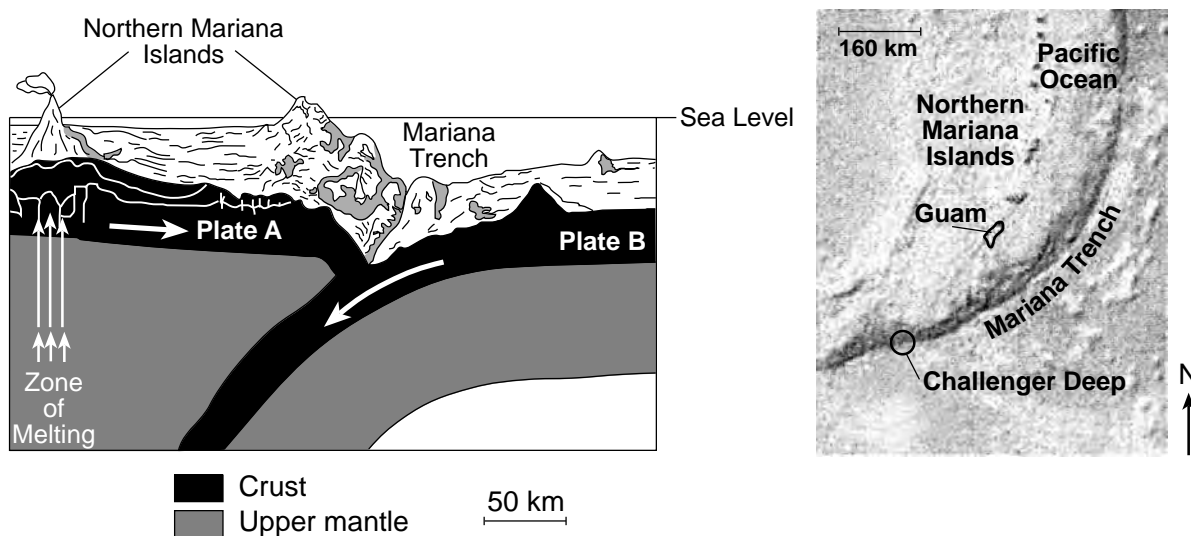 Northern Mariana
Islands
Sea Level
Mariana
Trench
Plate A
Plate B
Zone
of
Melting
Crust
Upper mantle
50 km
160 km
Pacific
Ocean
Northern
Mariana
Islands
Guam
Mariana Trench
Challenger Deep
N